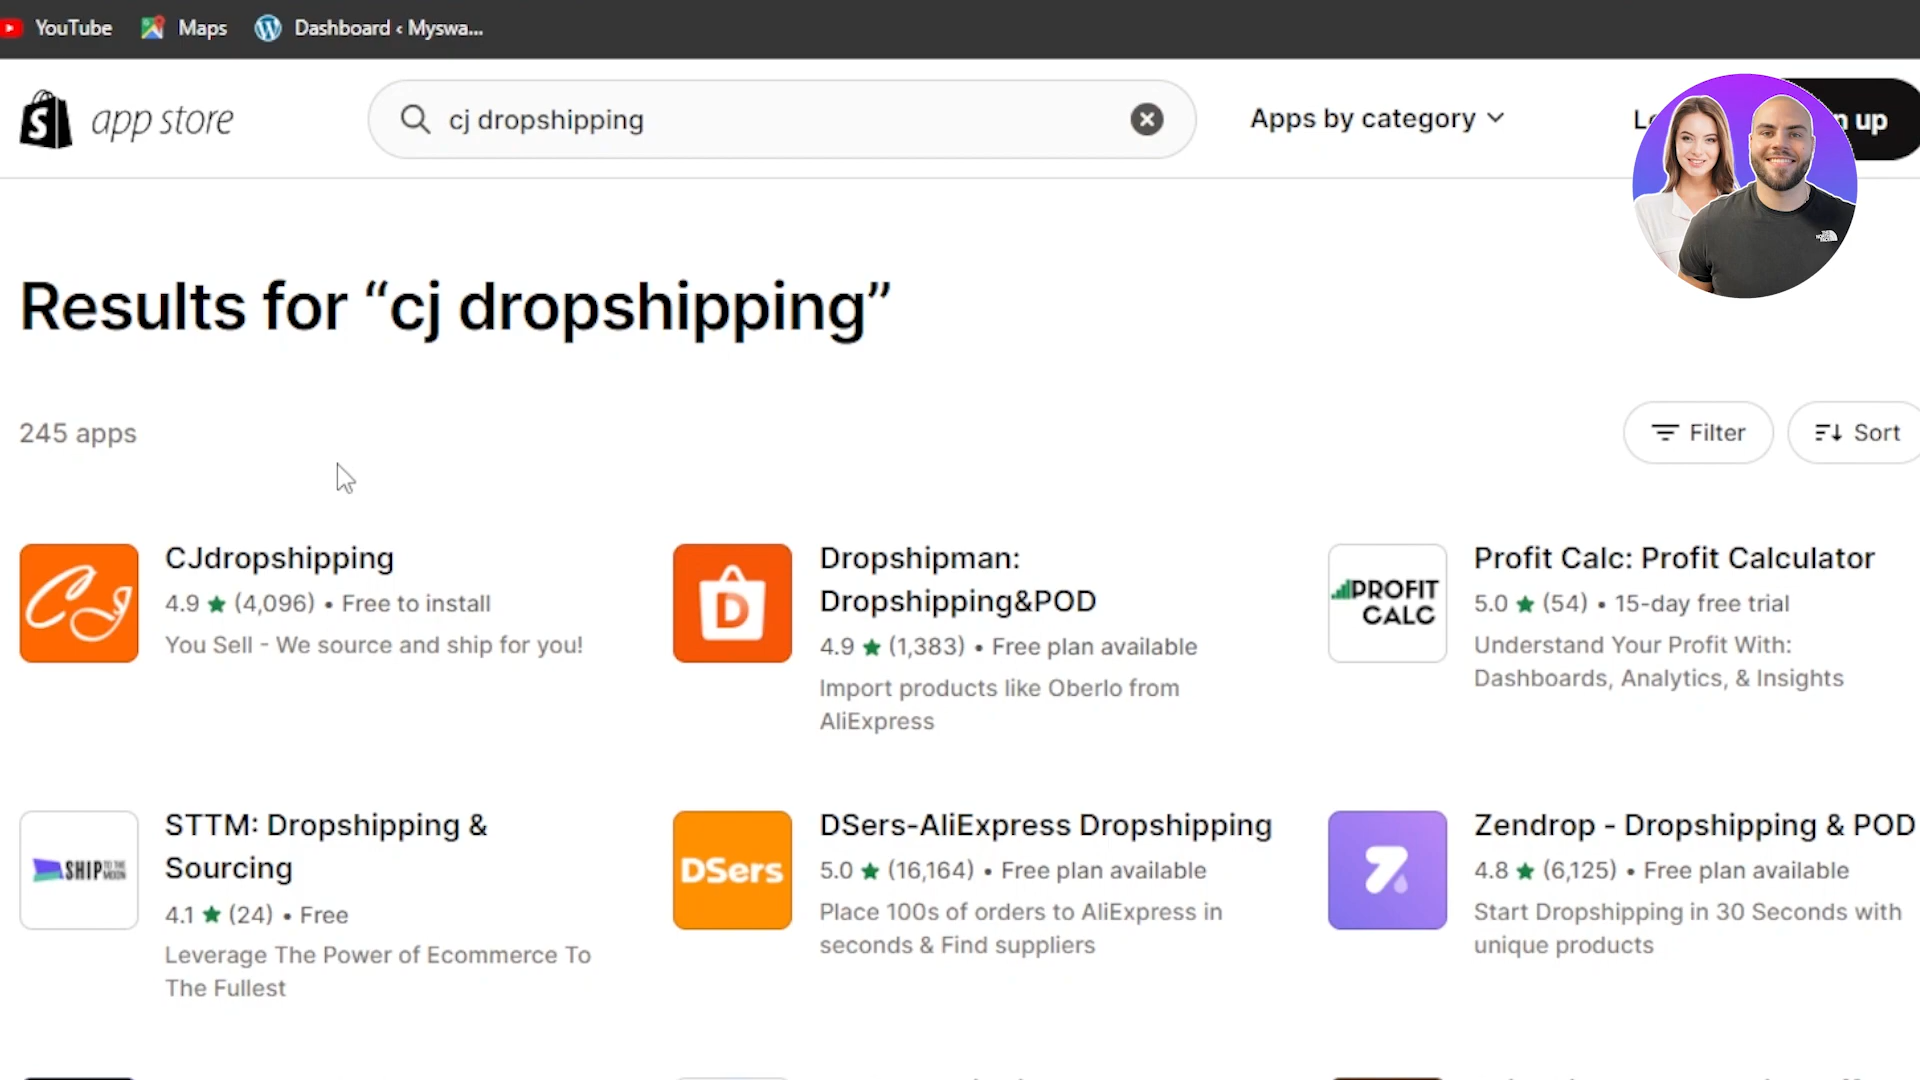 YouTube Maps Dashboard ‹ Myswa...
app store
cj dropshipping
Apps by category
up
Results for “cj dropshipping”
245 apps
Filter
Sort
CJ
CJdropshipping
4.9 ★ (4,096) • Free to install
You Sell - We source and ship for you!
D
Dropshipman:
Dropshipping&POD
4.9 ★ (1,383) • Free plan available
Import products like Oberlo from
AliExpress
PROFIT
CALC
Profit Calc: Profit Calculator
5.0 ★ (54) • 15-day free trial
Understand Your Profit With:
Dashboards, Analytics, & Insights
SHIP TO THE MOON
STTM: Dropshipping &
Sourcing
4.1 ★ (24) • Free
Leverage The Power of Ecommerce To
The Fullest
DSers
DSers-AliExpress Dropshipping
5.0 ★ (16,164) • Free plan available
Place 100s of orders to AliExpress in
seconds & Find suppliers
Zendrop - Dropshipping & POD
4.8 ★ (6,125) • Free plan available
Start Dropshipping in 30 Seconds with
unique products